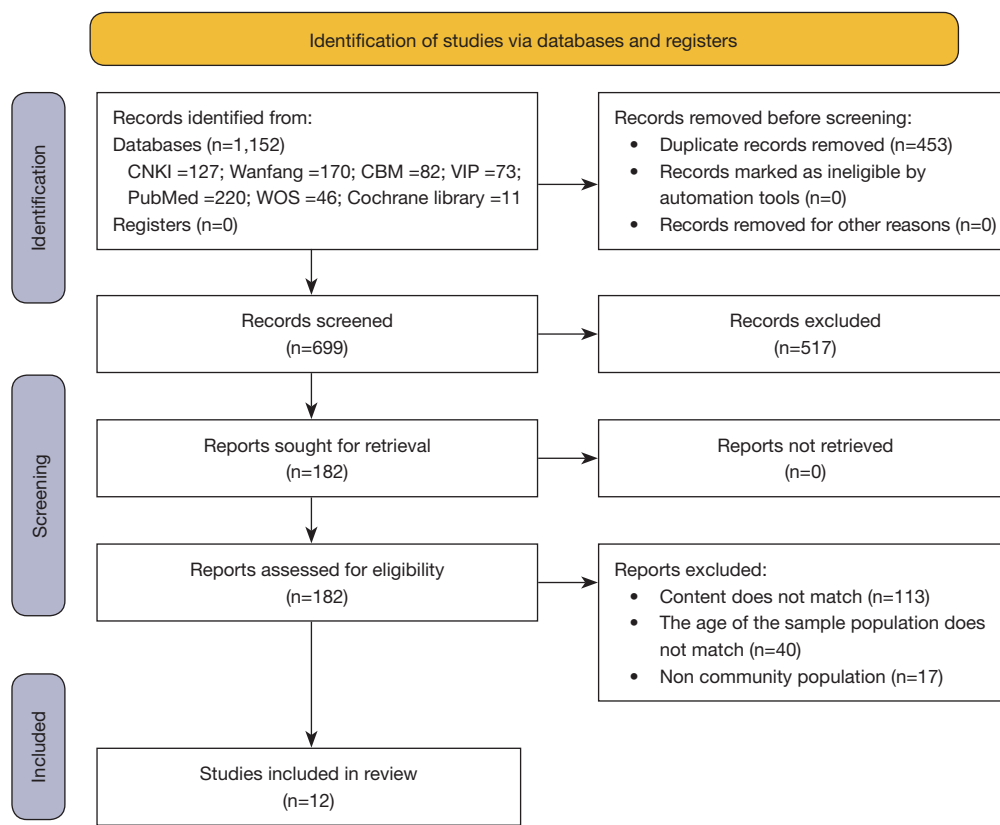 Identification of studies via databases and registers
Identification
Records identified from:
Databases (n=1,152)
CNKI =127; Wanfang =170; CBM =82; VIP =73;
PubMed =220; WOS =46; Cochrane library =11
Registers (n=0)
Records removed before screening:
• Duplicate records removed (n=453)
• Records marked as ineligible by
automation tools (n=0)
• Records removed for other reasons (n=0)
Records screened
(n=699)
Records excluded
(n=517)
Screening
Reports sought for retrieval
(n=182)
Reports not retrieved
(n=0)
Reports assessed for eligibility
(n=182)
Reports excluded:
• Content does not match (n=113)
• The age of the sample population does
not match (n=40)
• Non community population (n=17)
Included
Studies included in review
(n=12)